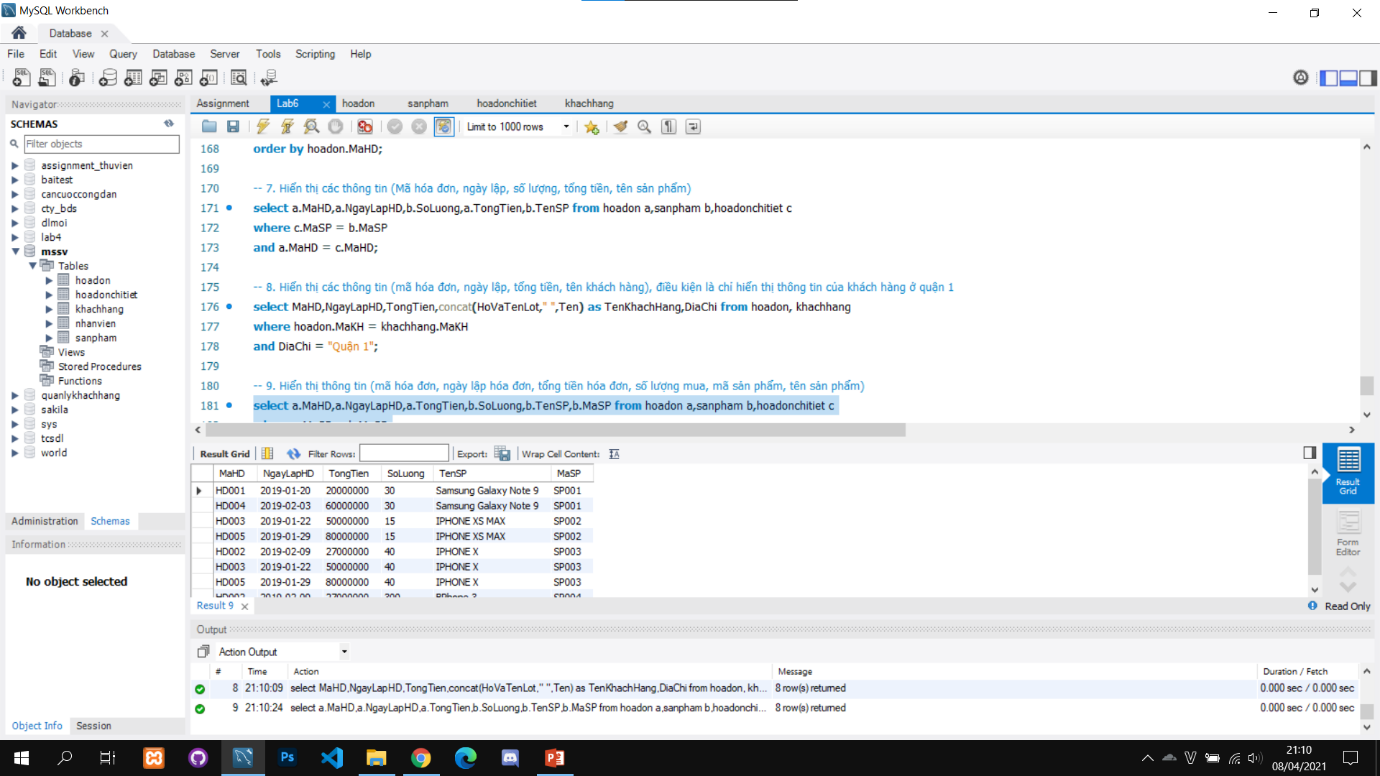 MySQL Workbench
Database
File Edit View Query Database Server Tools Scripting Help
Navigator
SCHEMAS
Filter objects
assignment_thuvien
baitest
cancuoccongdan
cty_bds
dlmoi
lab4
mssv
Tables
hoadon
hoadonchitiet
khachhang
nhanvien
sanpham
Views
Stored Procedures
Functions
quanlykhachhang
sakila
sys
tcsdl
world
Administration Schemas
Information
No object selected
Object Info Session
Assignment Lab6 hoadon sanpham hoadonchitiet khachhang
Limit to 1000 rows
168 order by hoadon.MaHD;
169
170 -- 7. Hiển thị các thông tin (Mã hóa đơn, ngày lập, số lượng, tổng tiền, tên sản phẩm)
171 select a.MaHD,a.NgayLapHD,b.SoLuong,a.TongTien,b.TenSP from hoadon a,sanpham b,hoadonchitiet c
172 where c.MaSP = b.MaSP
173 and a.MaHD = c.MaHD;
174
175 -- 8. Hiển thị các thông tin (mã hóa đơn, ngày lập, tổng tiền, tên khách hàng), điều kiện là chỉ hiển thị thông tin của khách hàng ở quận 1
176 select MaHD,NgayLapHD,TongTien,concat(HoVaTenLot," ",Ten) as TenKhachHang,DiaChi from hoadon, khachhang
177 where hoadon.MaKH = khachhang.MaKH
178 and DiaChi = "Quận 1";
179
180 -- 9. Hiển thị thông tin (mã hóa đơn, ngày lập hóa đơn, tổng tiền hóa đơn, số lượng mua, mã sản phẩm, tên sản phẩm)
181 select a.MaHD,a.NgayLapHD,a.TongTien,b.SoLuong,b.TenSP,b.MaSP from hoadon a,sanpham b,hoadonchitiet c
Result Grid Filter Rows: Export: Wrap Cell Content:
MaHD NgayLapHD TongTien SoLuong TenSP MaSP
HD001 2019-01-20 20000000 30 Samsung Galaxy Note 9 SP001
HD004 2019-02-03 60000000 30 Samsung Galaxy Note 9 SP001
HD003 2019-01-22 50000000 15 IPHONE XS MAX SP002
HD005 2019-01-29 80000000 15 IPHONE XS MAX SP002
HD002 2019-02-09 27000000 40 IPHONE X SP003
HD003 2019-01-22 50000000 40 IPHONE X SP003
HD005 2019-01-29 80000000 40 IPHONE X SP003
Result Grid
Form Editor
Result 9
Read Only
Output
Action Output
# Time Action Message Duration / Fetch
8 21:10:09 select MaHD,NgayLapHD,TongTien,concat(HoVaTenLot," ",Ten) as TenKhachHang,DiaChi from hoadon, kh... 8 row(s) returned 0.000 sec / 0.000 sec
9 21:10:24 select a.MaHD,a.NgayLapHD,a.TongTien,b.SoLuong,b.TenSP,b.MaSP from hoadon a,sanpham b,hoadonchi... 8 row(s) returned 0.000 sec / 0.000 sec
Ps
21:10
08/04/2021